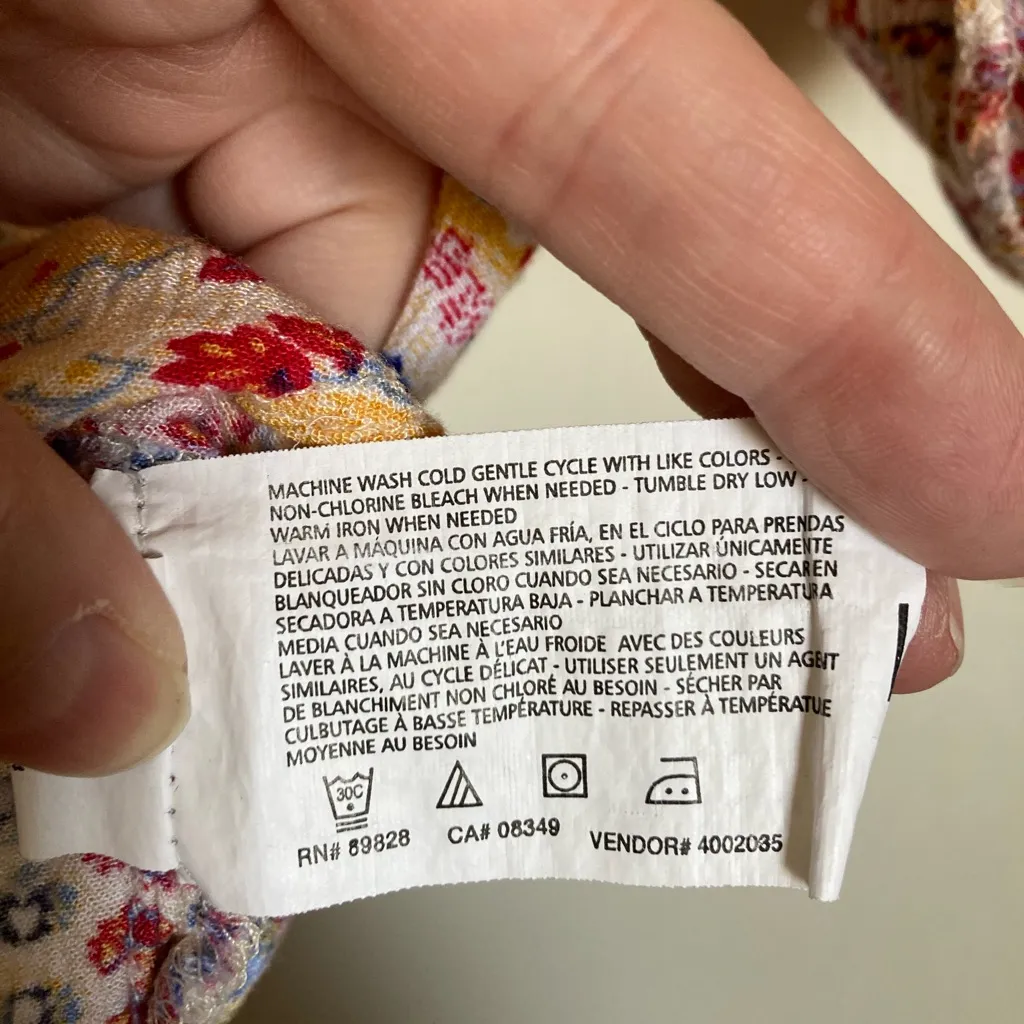 MACHINE WASH COLD GENTLE CYCLE WITH LIKE COLORS -
NON-CHLORINE BLEACH WHEN NEEDED - TUMBLE DRY LOW -
WARM IRON WHEN NEEDED
LAVAR A MÁQUINA CON AGUA FRÍA, EN EL CICLO PARA PRENDAS
DELICADAS Y CON COLORES SIMILARES - UTILIZAR ÚNICAMENTE
BLANQUEADOR SIN CLORO CUANDO SEA NECESARIO - SECAR EN
SECADORA A TEMPERATURA BAJA - PLANCHAR A TEMPERATURA
MEDIA CUANDO SEA NECESARIO
LAVER À LA MACHINE À L'EAU FROIDE AVEC DES COULEURS
SIMILAIRES, AU CYCLE DÉLICAT - UTILISER SEULEMENT UN AGENT
DE BLANCHIMENT NON CHLORÉ AU BESOIN - SÉCHER PAR
CULBUTAGE À BASSE TEMPÉRATURE - REPASSER À TEMPÉRATUE
MOYENNE AU BESOIN
30C
RN# 89828 CA# 08349 VENDOR# 4002035